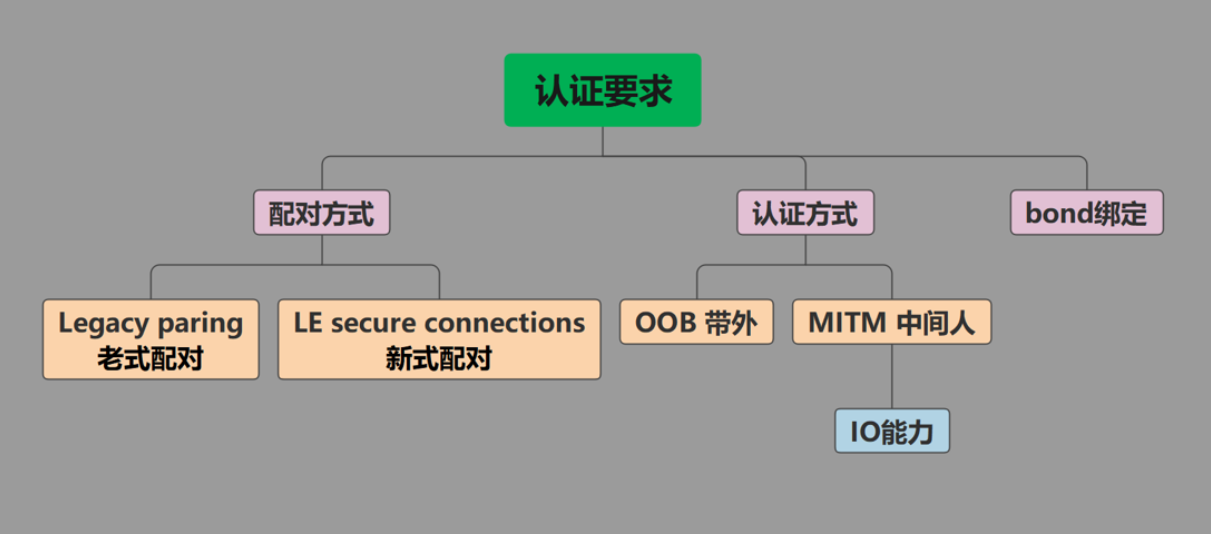 认证要求
配对方式
认证方式
bond绑定
Legacy paring
老式配对
LE secure connections
新式配对
OOB 带外
MITM 中间人
IO能力